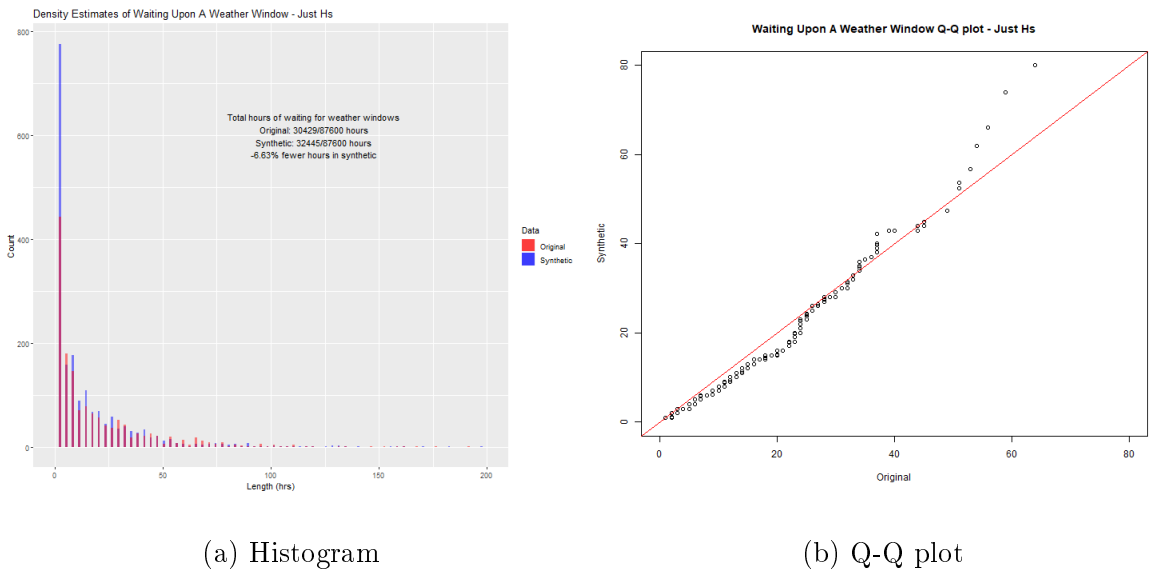 Density Estimates of Waiting Upon A Weather Window - Just Hs
800
600
400
200
0
Count
Total hours of waiting for weather windows
Original: 30429/87600 hours
Synthetic: 32445/87600 hours
-6.63% fewer hours in synthetic
0 50 100 150 200
Length (hrs)
Data
Original
Synthetic
(a) Histogram
Waiting Upon A Weather Window Q-Q plot - Just Hs
80
60
40
20
0
Synthetic
0 20 40 60 80
Original
(b) Q-Q plot